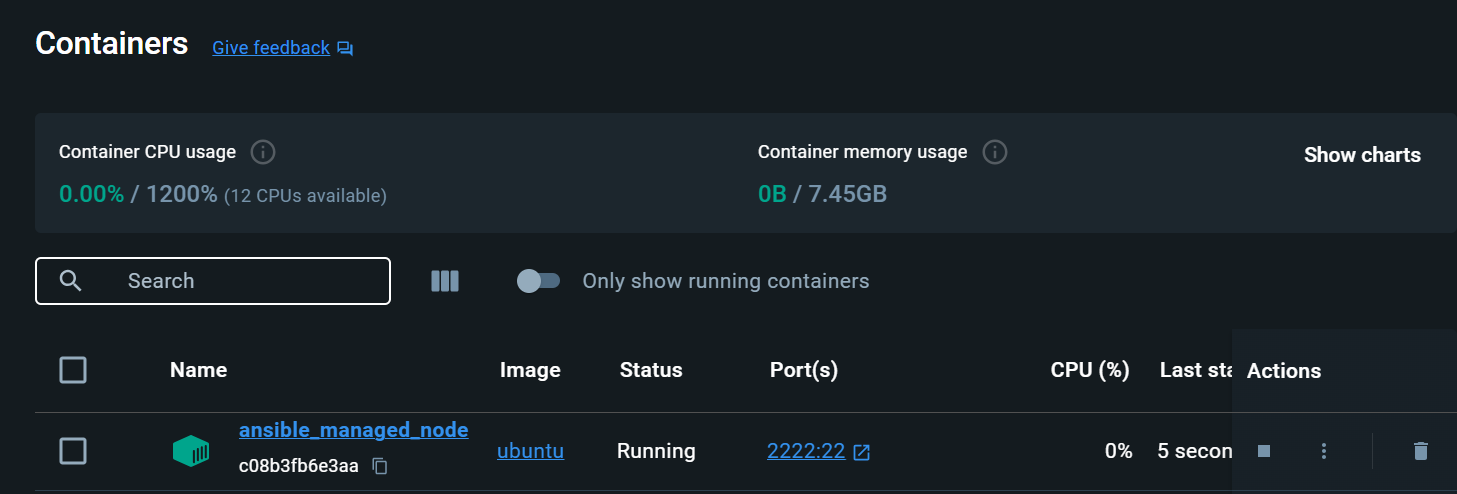 Containers Give feedback
Container CPU usage Container memory usage Show charts
0.00% / 1200% (12 CPUs available) 0B / 7.45GB
Search Only show running containers
Name Image Status Port(s) CPU (%) Last sta Actions
ansible_managed_node
ubuntu Running 2222:22 0% 5 secon
c08b3fb6e3aa